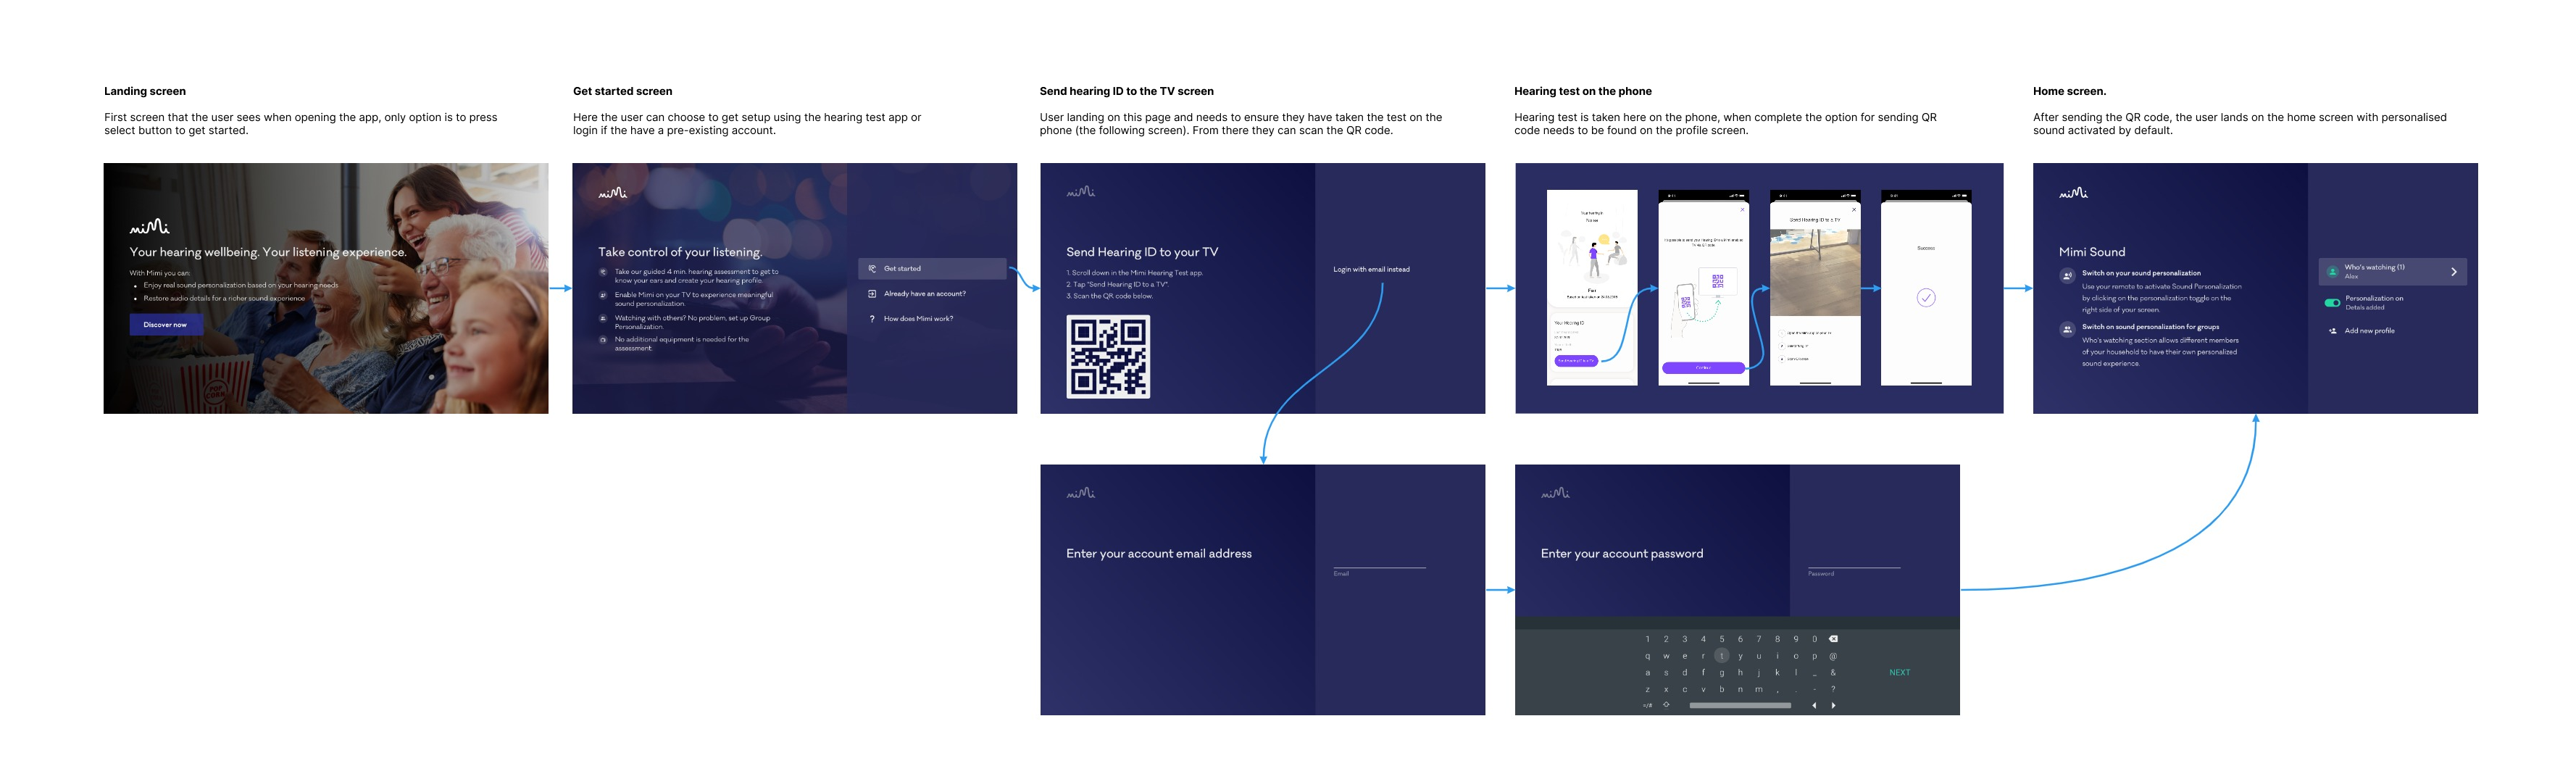 Landing screen
First screen that the user sees when opening the app, only option is to press
select button to get started.
Get started screen
Here the user can choose to get setup using the hearing test app or
login if the have a pre-existing account.
Send hearing ID to the TV screen
User landing on this page and needs to ensure they have taken the test on the
phone (the following screen). From there they can scan the QR code.
Hearing test on the phone
Hearing test is taken here on the phone, when complete the option for sending QR
code needs to be found on the profile screen.
Home screen.
After sending the QR code, the user lands on the home screen with personalised
sound activated by default.
mimi
Your hearing wellbeing. Your listening experience.
With Mimi you can:
Enjoy real sound personalization based on your hearing needs
Restore audio details for a richer sound experience
Discover now
POP
CORN
mimi
Take control of your listening.
Take our guided 4 min. hearing assessment to get to
know your ears and create your hearing profile.
Enable Mimi on your TV to experience meaningful
sound personalization
Watching with others? No problem, set up Group
Personalization.
No additional equipment is needed for the
assessment.
Get started
Already have an account?
? How does Mimi work?
mimi
Send Hearing ID to your TV
1. Scroll down in the Mimi Hearing Test app.
2. Tap "Send Hearing ID to a TV".
3. Scan the QR code below.
Login with email instead
Your Hearing ID
Continue
Send Hearing ID to a TV
Success
mimi
Mimi Sound
Switch on your sound personalization
Use your remote to activate Sound Personalization
by clicking on the personalization toggle on the
right side of your screen.
Switch on sound personalization for groups
Who's watching section allows different members
of your household to have their own personalized
sound experience.
Who's watching (1)
Alex
Personalization on
Details added
Add new profile
mimi
Enter your account email address
Email
mimi
Enter your account password
Password
1 2 3 4 5 6 7 8 9 0
q w e r t y u i o p @
a s d f g h j k l _ &
z x c v b n m , . - ?
=/#
NEXT